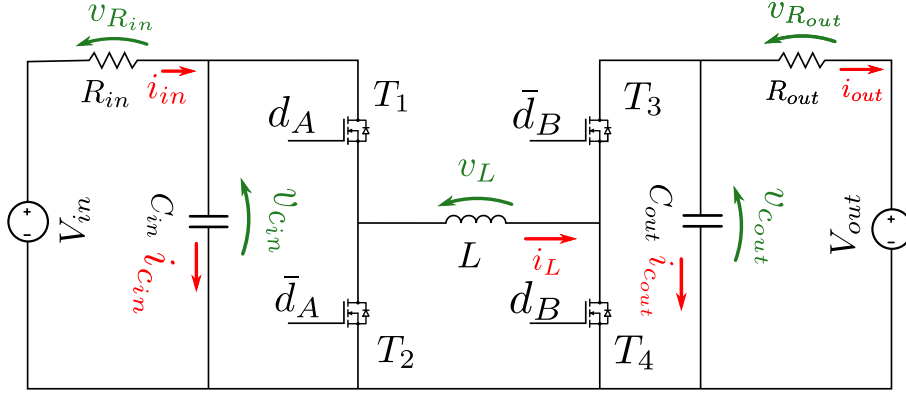 v_{R_{in}}
v_{R_{out}}
R_{in}
i_{in}
T_1
T_3
R_{out}
i_{out}
d_A
\bar{d}_B
v_L
V_{in}
+
-
C_{in}
i_{C_{in}}
v_{C_{in}}
L
i_L
C_{out}
i_{C_{out}}
v_{C_{out}}
V_{out}
+
-
\bar{d}_A
d_B
T_2
T_4